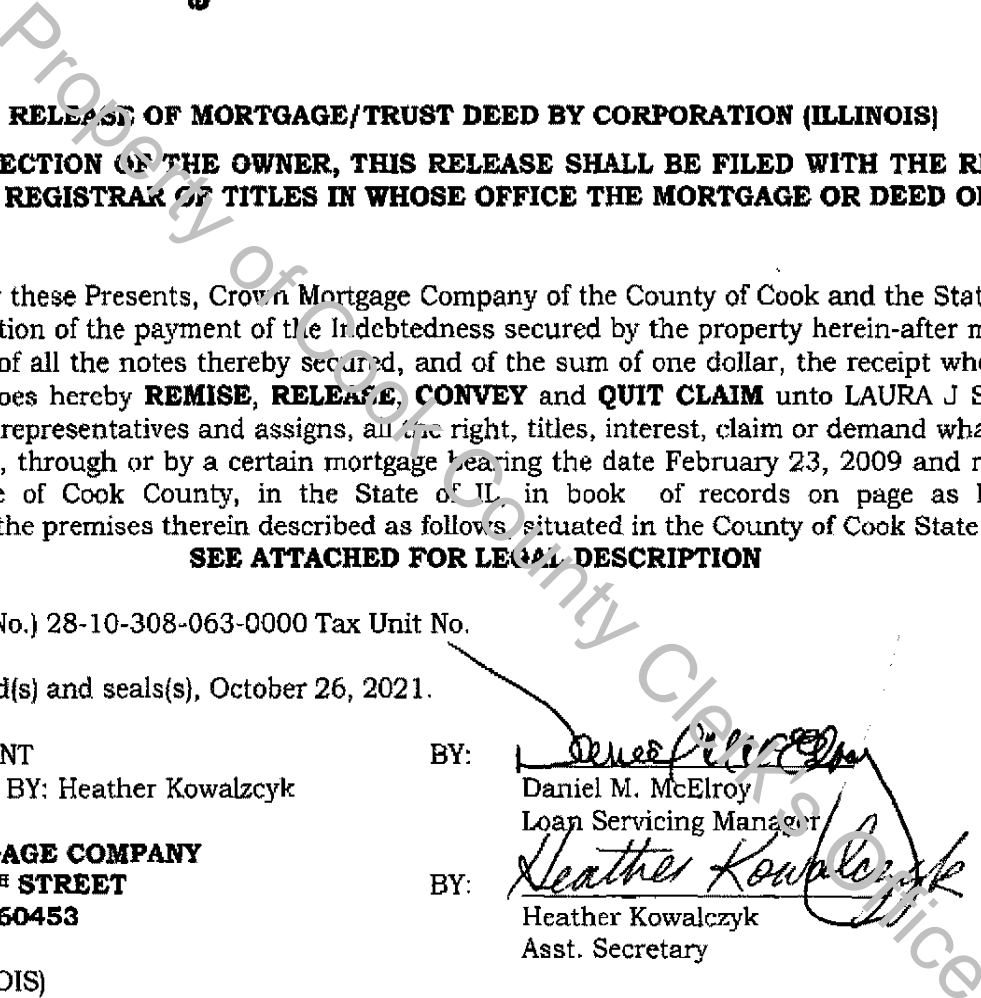 RELEASE OF MORTGAGE/TRUST DEED BY CORPORATION (ILLINOIS)
ECTION OF THE OWNER, THIS RELEASE SHALL BE FILED WITH THE RE
REGISTRAR OF TITLES IN WHOSE OFFICE THE MORTGAGE OR DEED O
these Presents, Crown Mortgage Company of the County of Cook and the Stat
tion of the payment of the Indebtedness secured by the property herein-after m
of all the notes thereby secured, and of the sum of one dollar, the receipt wh
oes hereby REMISE, RELEASE, CONVEY and QUIT CLAIM unto LAURA J S
representatives and assigns, all the right, titles, interest, claim or demand wha
, through or by a certain mortgage bearing the date February 23, 2009 and r
e of Cook County, in the State of IL, in book of records on page as
the premises therein described as follows, situated in the County of Cook State
SEE ATTACHED FOR LEGAL DESCRIPTION
No.) 28-10-308-063-0000 Tax Unit No.
d(s) and seals(s), October 26, 2021.
NT BY:
BY: Heather Kowalzcyk Daniel M. McElroy
Loan Servicing Manager
GAGE COMPANY Heather Kowalczyk
STREET BY:
60453 Heather Kowalczyk
Asst. Secretary
OIS)
Property of Cook County Clerk's Office